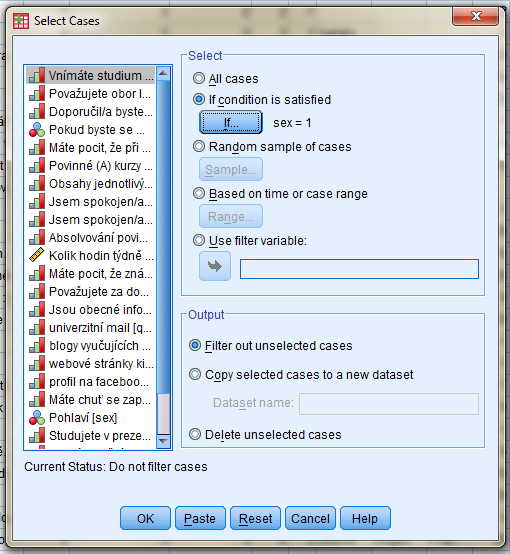 Select Cases
Vnímáte studium ...
Považujete obor l...
Doporučil/a byste...
Pokud byste se ...
Máte pocit, že při ...
Povinné (A) kurzy ...
Obsahy jednotlivý...
Jsem spokojen/a...
Jsem spokojen/a...
Absolvování povi...
Kolik hodin týdně ...
Máte pocit, že zná...
Považujete za do...
Jsou obecné info...
univerzitní mail [q...
blogy vyučujících ...
webové stránky ki...
profil na faceboo...
Máte chuť se zap...
Pohlaví [sex]
Studujete v preze...
Select
All cases
If condition is satisfied
If...
sex = 1
Random sample of cases
Sample...
Based on time or case range
Range...
Use filter variable:
Output
Filter out unselected cases
Copy selected cases to a new dataset
Dataset name:
Delete unselected cases
Current Status: Do not filter cases
OK
Paste
Reset
Cancel
Help